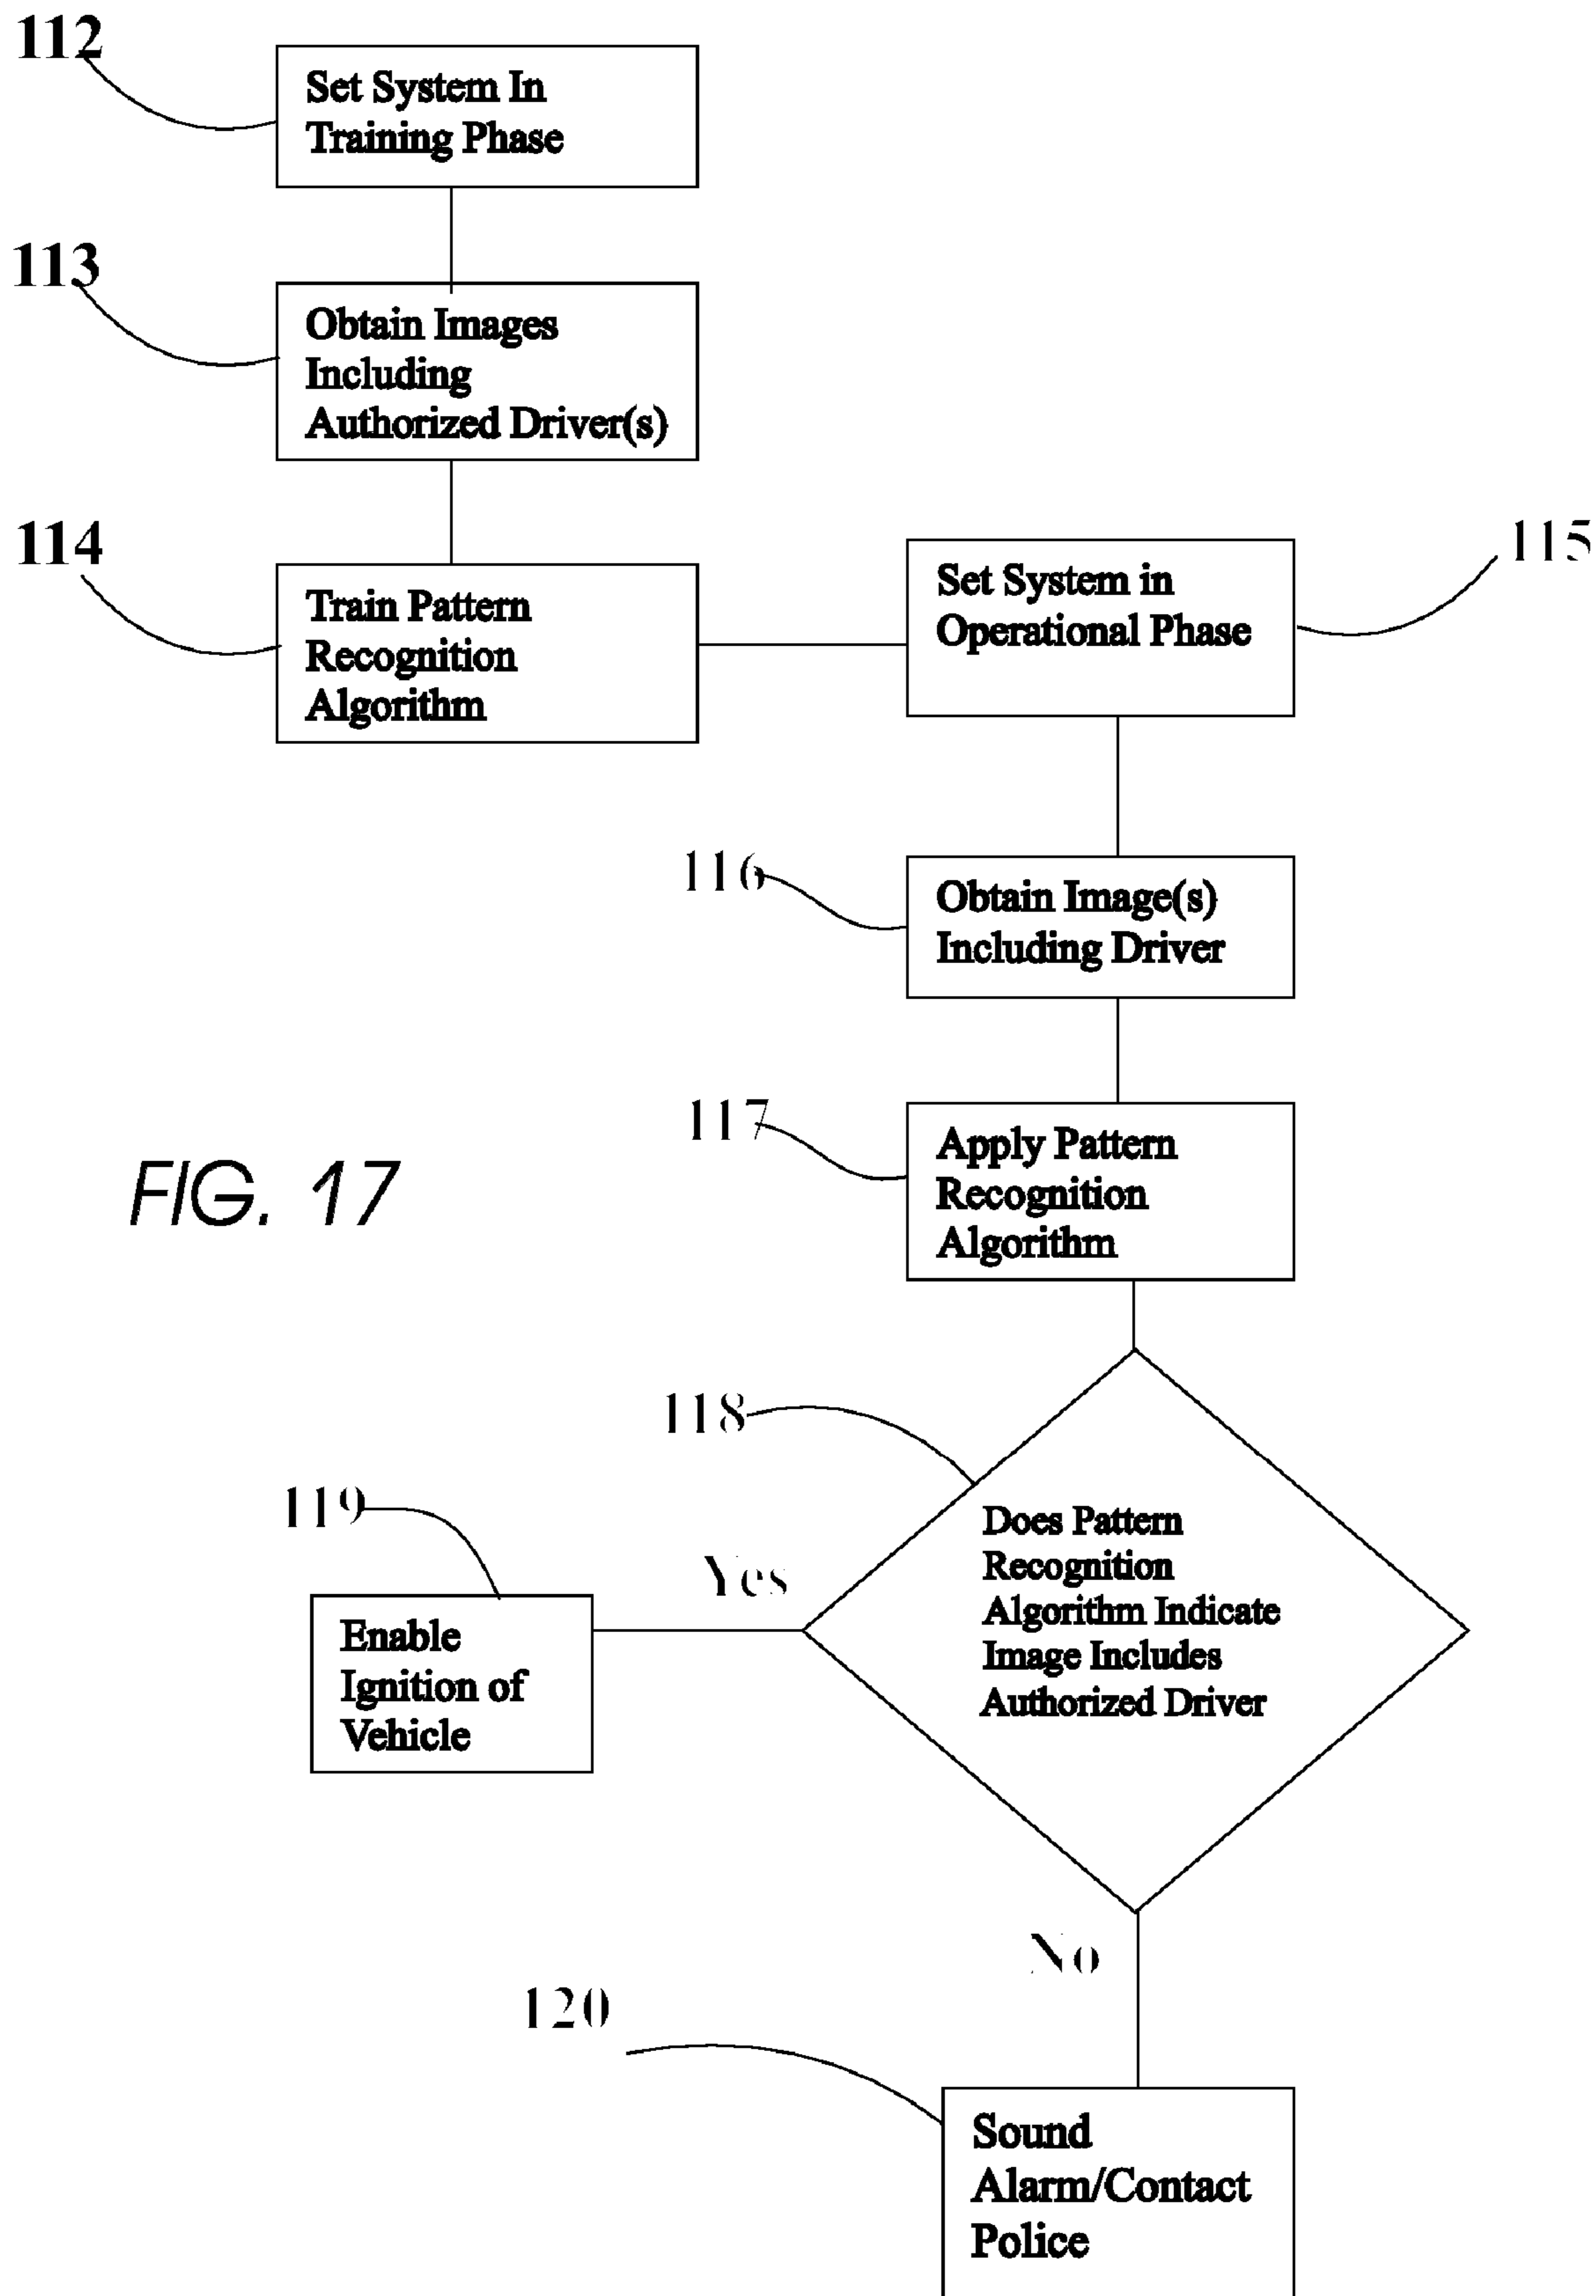 112
Set System In
Training Phase
113
Obtain Images
Including
Authorized Driver(s)
114
Train Pattern
Recognition
Algorithm
115
Set System in
Operational Phase
116
Obtain Image(s)
Including Driver
117
Apply Pattern
Recognition
Algorithm
FIG. 17
118
Does Pattern
Recognition
Algorithm Indicate
Image Includes
Authorized Driver
119
Yes
Enable
Ignition of
Vehicle
No
120
Sound
Alarm/Contact
Police